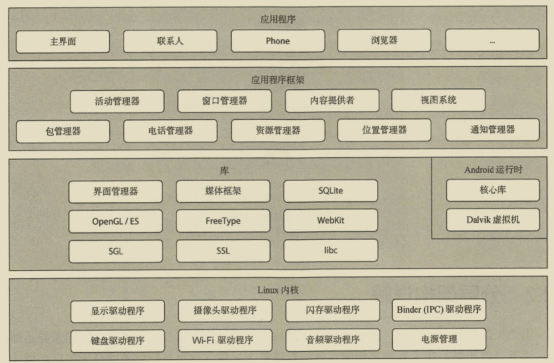 应用程序
主界面 联系人 Phone 浏览器 ...
应用程序框架
活动管理器 窗口管理器 内容提供者 视图系统
包管理器 电话管理器 资源管理器 位置管理器 通知管理器
库 Android 运行时
界面管理器 媒体框架 SQLite 核心库
OpenGL / ES FreeType WebKit Dalvik 虚拟机
SGL SSL libc
Linux 内核
显示驱动程序 摄像头驱动程序 闪存驱动程序 Binder (IPC) 驱动程序
键盘驱动程序 Wi-Fi 驱动程序 音频驱动程序 电源管理